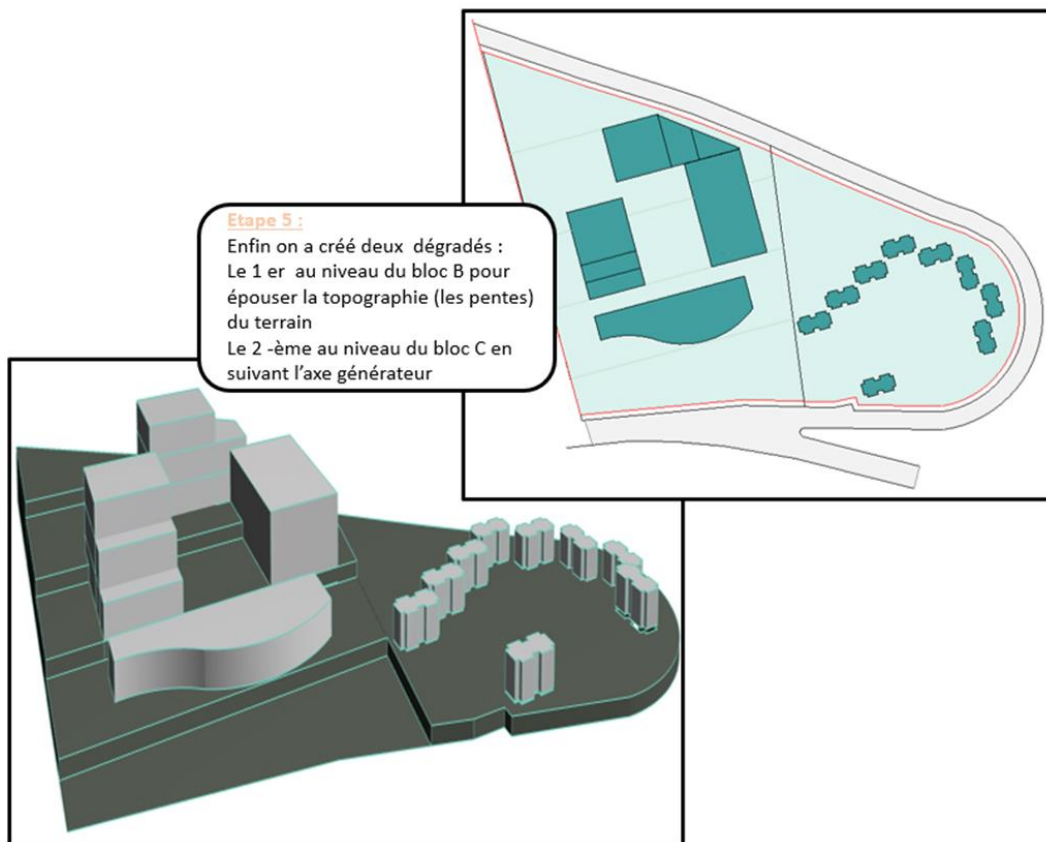 Etape 5 :
Enfin on a créé deux dégradés :
Le 1 er au niveau du bloc B pour
épouser la topographie (les pentes)
du terrain
Le 2 -ème au niveau du bloc C en
suivant l’axe générateur